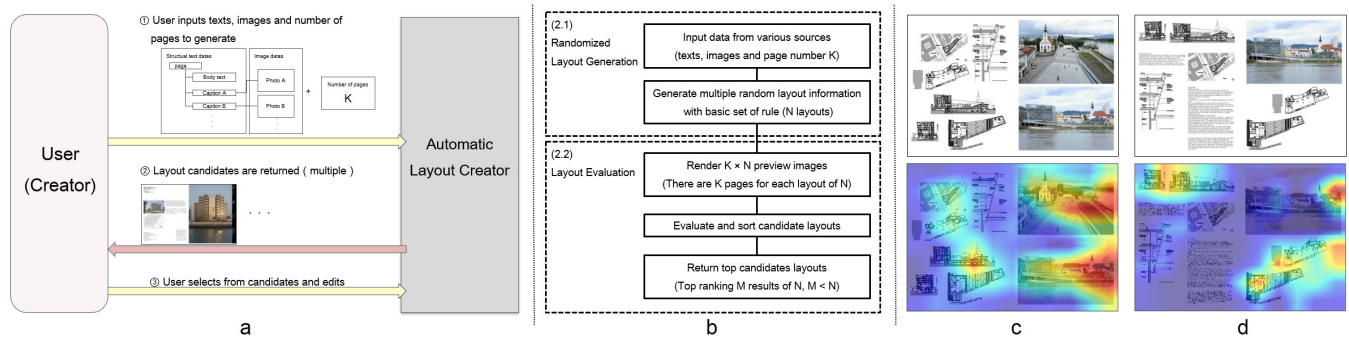 ① User inputs texts, images and number of
pages to generate
Structural text datas
page
Body text
Caption A
Caption B
Image datas
Photo A
Photo B
+
Number of pages
K
User
(Creator)
Automatic
Layout Creator
② Layout candidates are returned ( multiple )
. . .
③ User selects from candidates and edits
a
(2.1)
Randomized
Layout Generation
Input data from various sources
(texts, images and page number K)
Generate multiple random layout information
with basic set of rule (N layouts)
(2.2)
Layout Evaluation
Render K × N preview images
(There are K pages for each layout of N)
Evaluate and sort candidate layouts
Return top candidates layouts
(Top ranking M results of N, M < N)
b
c
d